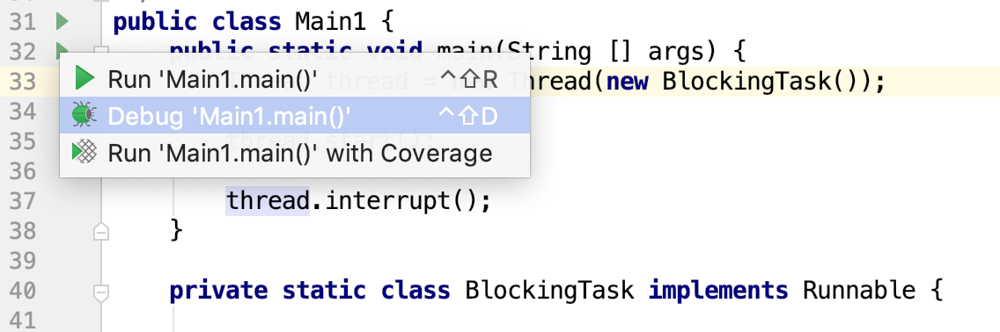 31 public class Main1 {
32 public static void main(String [] args) {
33 thread = new Thread(new BlockingTask());
Run 'Main1.main()' ^⇧R
34
Debug 'Main1.main()' ^⇧D
35 thread.start();
Run 'Main1.main()' with Coverage
36
37 thread.interrupt();
38 }
39
40 private static class BlockingTask implements Runnable {
41